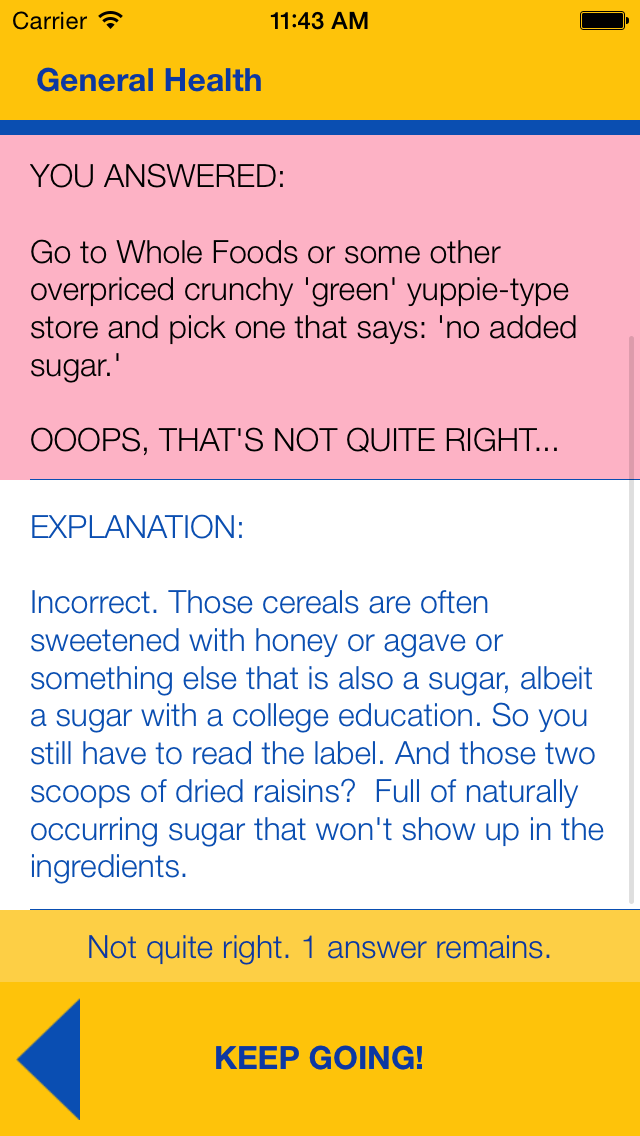 Carrier 11:43 AM
General Health
YOU ANSWERED:
Go to Whole Foods or some other
overpriced crunchy 'green' yuppie-type
store and pick one that says: 'no added
sugar.'
OOOPS, THAT'S NOT QUITE RIGHT...
EXPLANATION:
Incorrect. Those cereals are often
sweetened with honey or agave or
something else that is also a sugar, albeit
a sugar with a college education. So you
still have to read the label. And those two
scoops of dried raisins?  Full of naturally
occurring sugar that won't show up in the
ingredients.
Not quite right. 1 answer remains.
KEEP GOING!